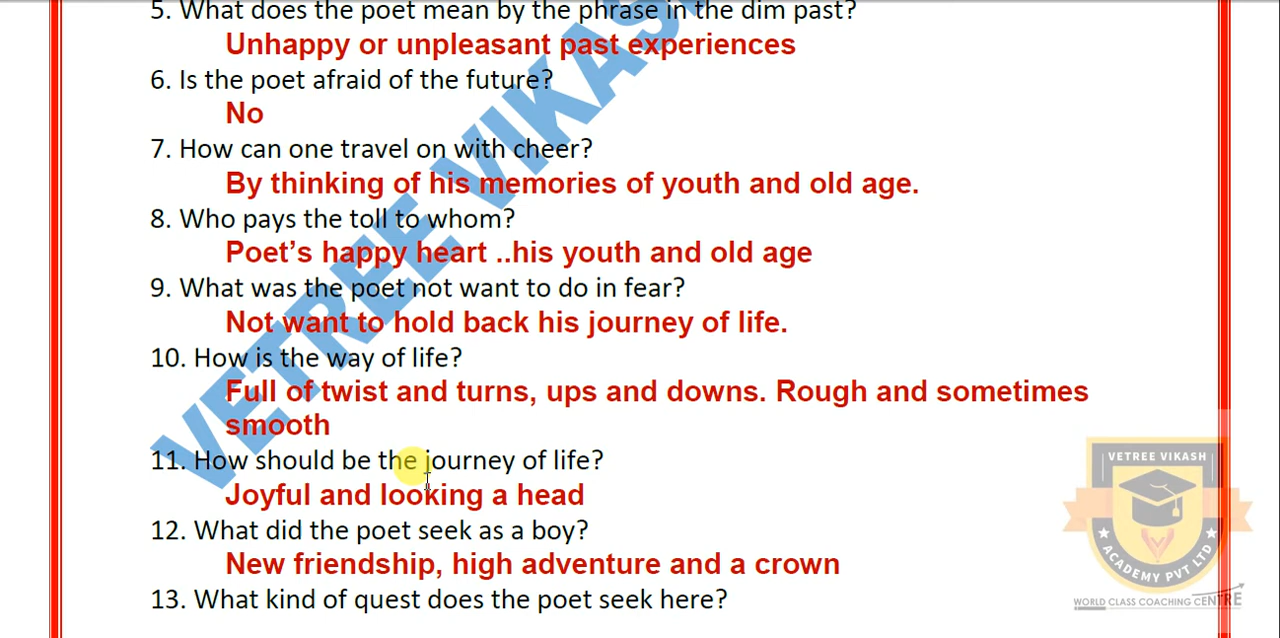 5. What does the poet mean by the phrase in the dim past?
Unhappy or unpleasant past experiences
6. Is the poet afraid of the future?
No
7. How can one travel on with cheer?
By thinking of his memories of youth and old age.
8. Who pays the toll to whom?
Poet’s happy heart ..his youth and old age
9. What was the poet not want to do in fear?
Not want to hold back his journey of life.
10. How is the way of life?
Full of twist and turns, ups and downs. Rough and sometimes
smooth
11. How should be the journey of life?
Joyful and looking a head
12. What did the poet seek as a boy?
New friendship, high adventure and a crown
13. What kind of quest does the poet seek here?
VETREE VIKAS
VETREE VIKASH
ACADEMY PVT LTD
WORLD CLASS COACHING CENTRE